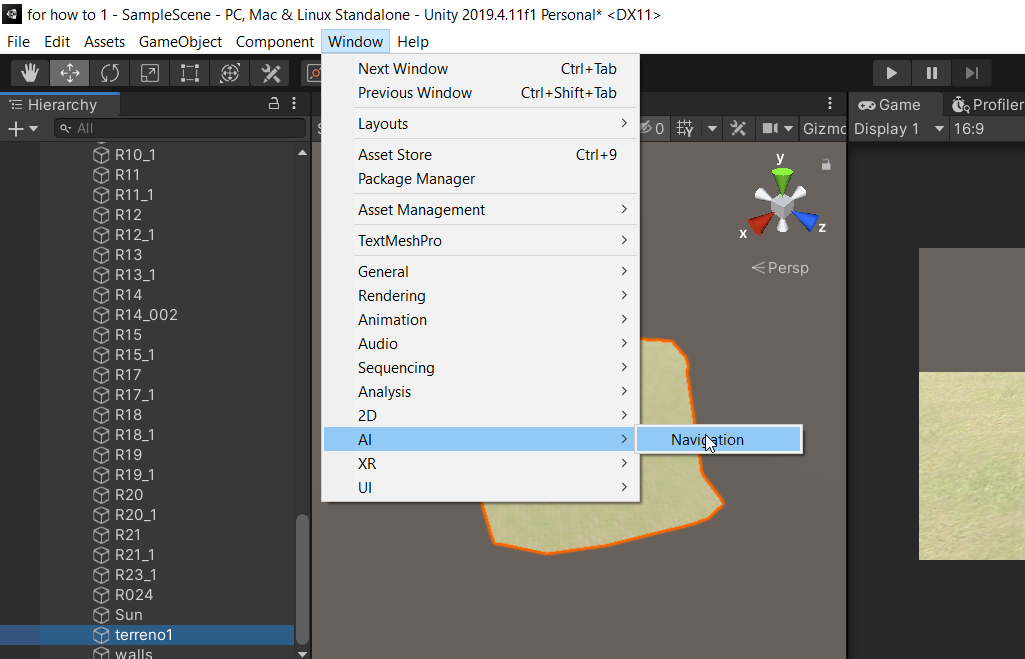 for how to 1 - SampleScene - PC, Mac & Linux Standalone - Unity 2019.4.11f1 Personal* <DX11>
File Edit Assets GameObject Component Window Help
Hierarchy
All
R10_1
R11
R11_1
R12
R12_1
R13
R13_1
R14
R14_002
R15
R15_1
R17
R17_1
R18
R18_1
R19
R19_1
R20
R20_1
R21
R21_1
R23_1
R024
Sun
terreno1
walls
Next Window Ctrl+Tab
Previous Window Ctrl+Shift+Tab
Layouts
Asset Store Ctrl+9
Package Manager
Asset Management
TextMeshPro
General
Rendering
Animation
Audio
Sequencing
Analysis
2D
AI
XR
UI
Navigation
0 Gizmo
y
x
z
Persp
Game Profiler
Display 1 16:9